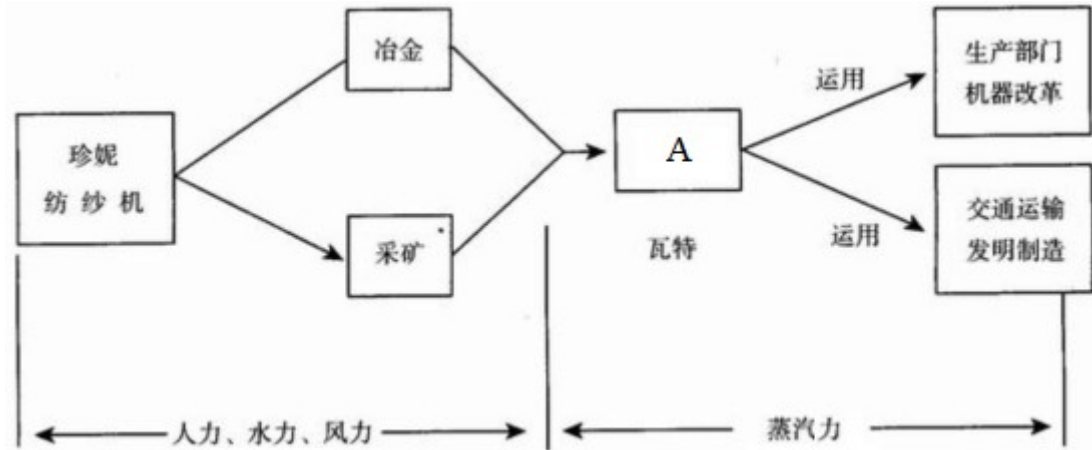 冶金
珍妮
纺纱机
采矿
A
瓦特
运用
运用
生产部门
机器改革
交通运输
发明制造
人力、水力、风力
蒸汽力